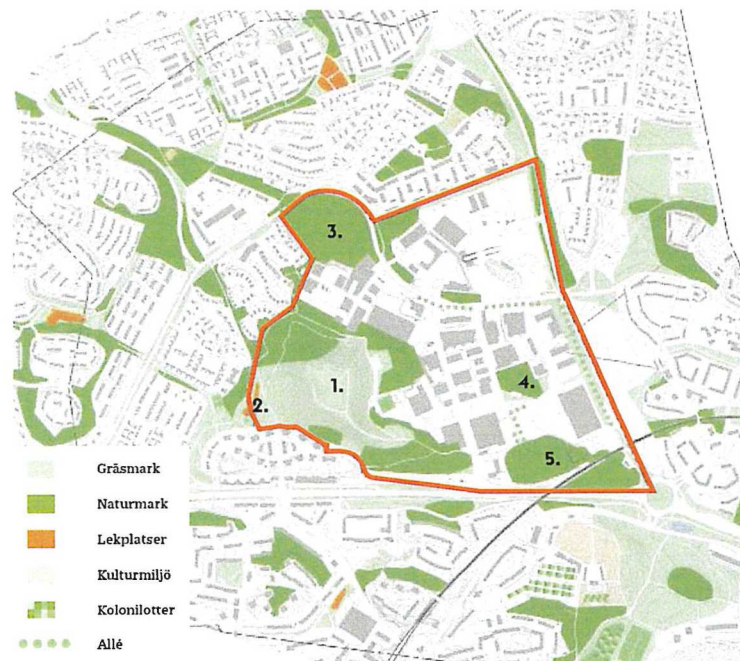 3.
1.
4.
2.
5.
Gräsmark
Naturmark
Lekplatser
Kulturmiljö
Kolonilotter
Allé